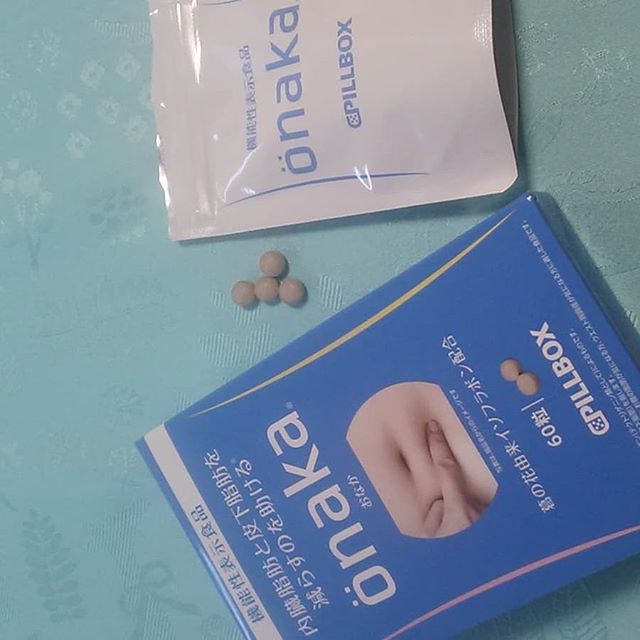 機能性表示食品
önaka
PILLBOX
機能性表示食品
内臓脂肪と皮下脂肪を
減らすのを助ける
önaka®
おなか
葛の花由来イソフラボン配合
60粒
PILLBOX